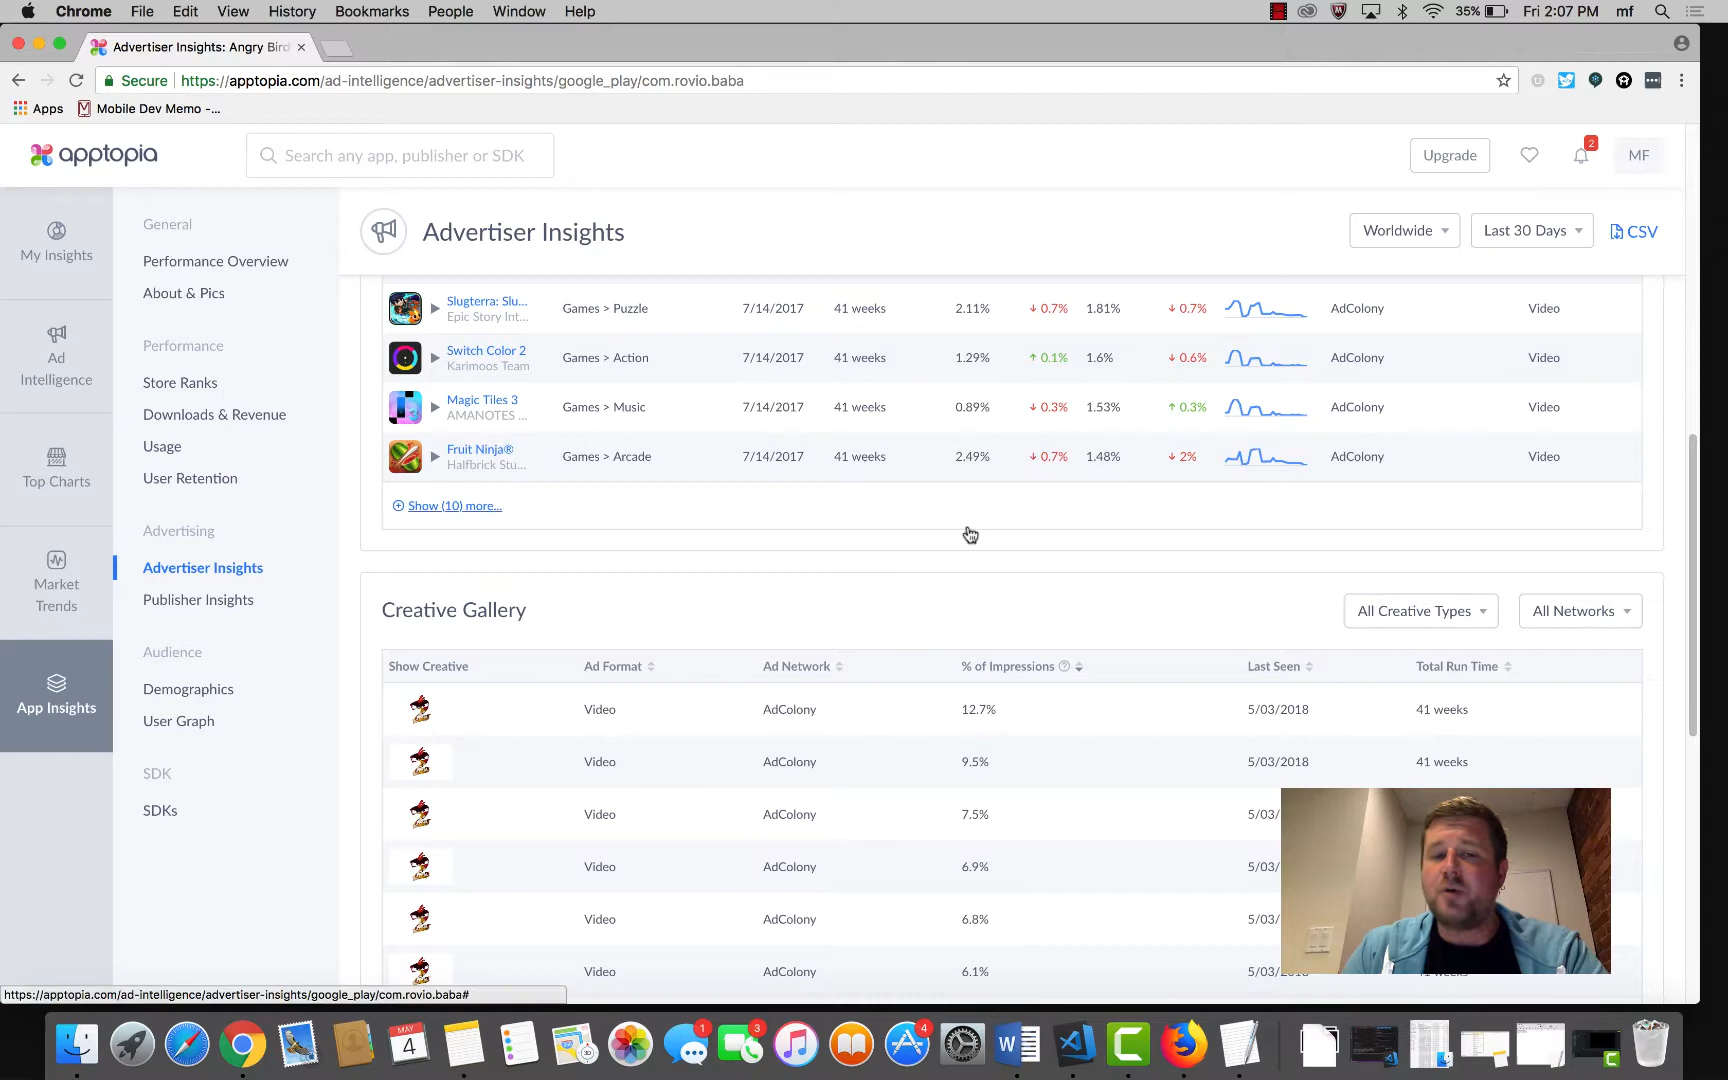 Chrome File Edit View History Bookmarks People Window Help 35% Fri 2:07 PM mf
Advertiser Insights: Angry Bird
Secure https://apptopia.com/ad-intelligence/advertiser-insights/google_play/com.rovio.baba
Apps Mobile Dev Memo -...
apptopia Search any app, publisher or SDK Upgrade 2 MF
My Insights
Ad
Intelligence
Top Charts
Market
Trends
App Insights
General
Performance Overview
About & Pics
Performance
Store Ranks
Downloads & Revenue
Usage
User Retention
Advertising
Advertiser Insights
Publisher Insights
Audience
Demographics
User Graph
SDK
SDKs
Advertiser Insights Worldwide Last 30 Days CSV
Slugterra: Slu... Games > Puzzle 7/14/2017 41 weeks 2.11% ↓ 0.7% 1.81% ↓ 0.7% AdColony Video
Epic Story Int...
Switch Color 2 Games > Action 7/14/2017 41 weeks 1.29% ↑ 0.1% 1.6% ↓ 0.6% AdColony Video
Karimoos Team
Magic Tiles 3 Games > Music 7/14/2017 41 weeks 0.89% ↓ 0.3% 1.53% ↑ 0.3% AdColony Video
AMANOTES ...
Fruit Ninja® Games > Arcade 7/14/2017 41 weeks 2.49% ↓ 0.7% 1.48% ↓ 2% AdColony Video
Halfbrick Stu...
Show (10) more...
Creative Gallery All Creative Types All Networks
Show Creative Ad Format Ad Network % of Impressions Last Seen Total Run Time
Video AdColony 12.7% 5/03/2018 41 weeks
Video AdColony 9.5% 5/03/2018 41 weeks
Video AdColony 7.5% 5/03/
Video AdColony 6.9% 5/03/
Video AdColony 6.8% 5/03/
Video AdColony 6.1% 5/03/2018 41 weeks
https://apptopia.com/ad-intelligence/advertiser-insights/google_play/com.rovio.baba#
MAY
4
1
3
4